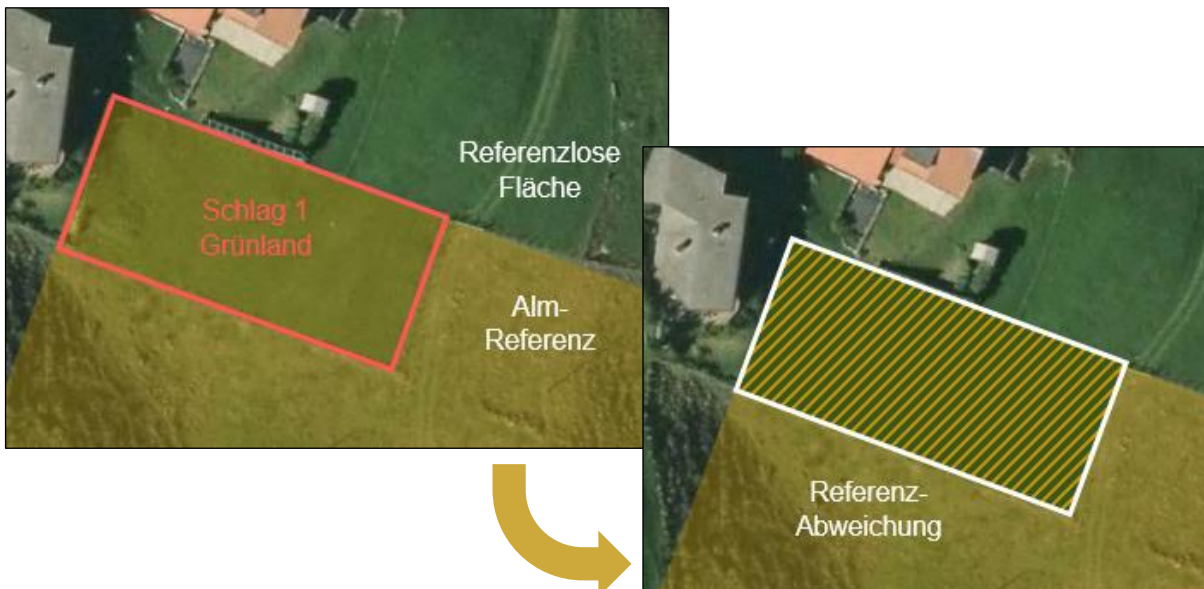 Referenzlose
Fläche
Schlag 1
Grünland
Alm-
Referenz
Referenz-
Abweichung